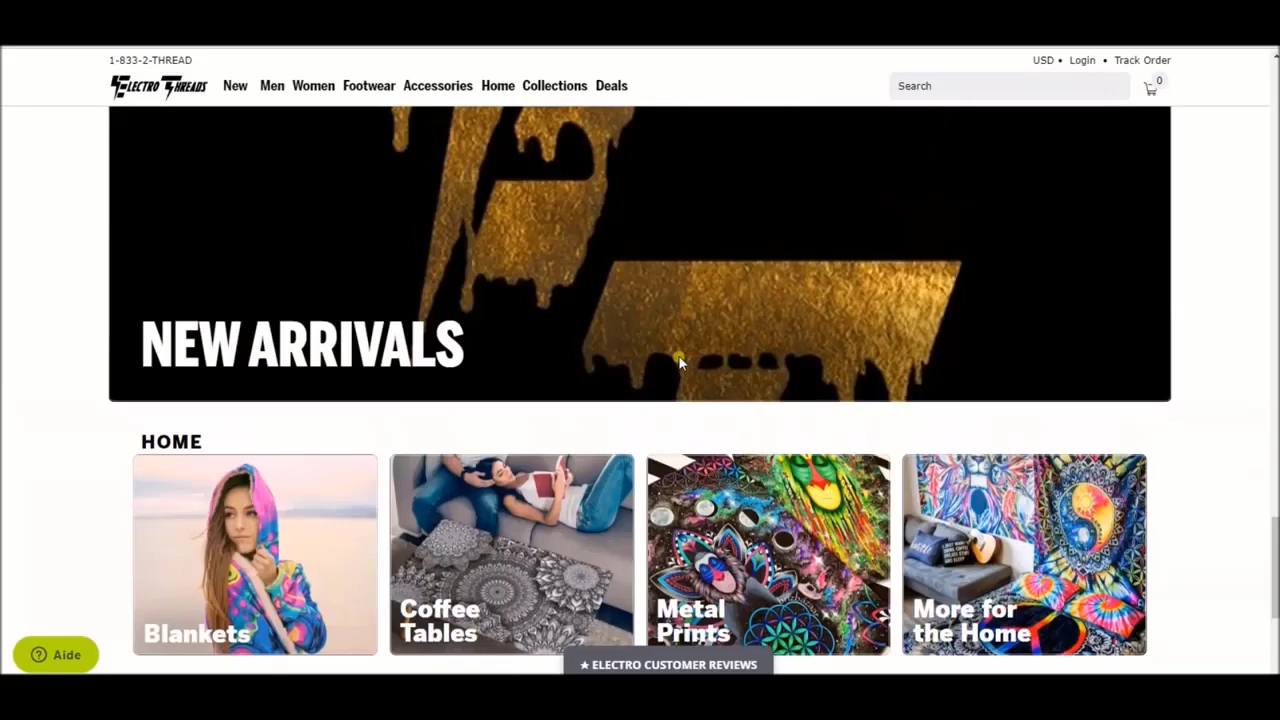 1-833-2-THREAD
USD • Login • Track Order
ELECTRO THREADS New Men Women Footwear Accessories Home Collections Deals
Search
0
NEW ARRIVALS
HOME
Blankets
Coffee
Tables
Metal
Prints
More for
the Home
Aide
★ ELECTRO CUSTOMER REVIEWS